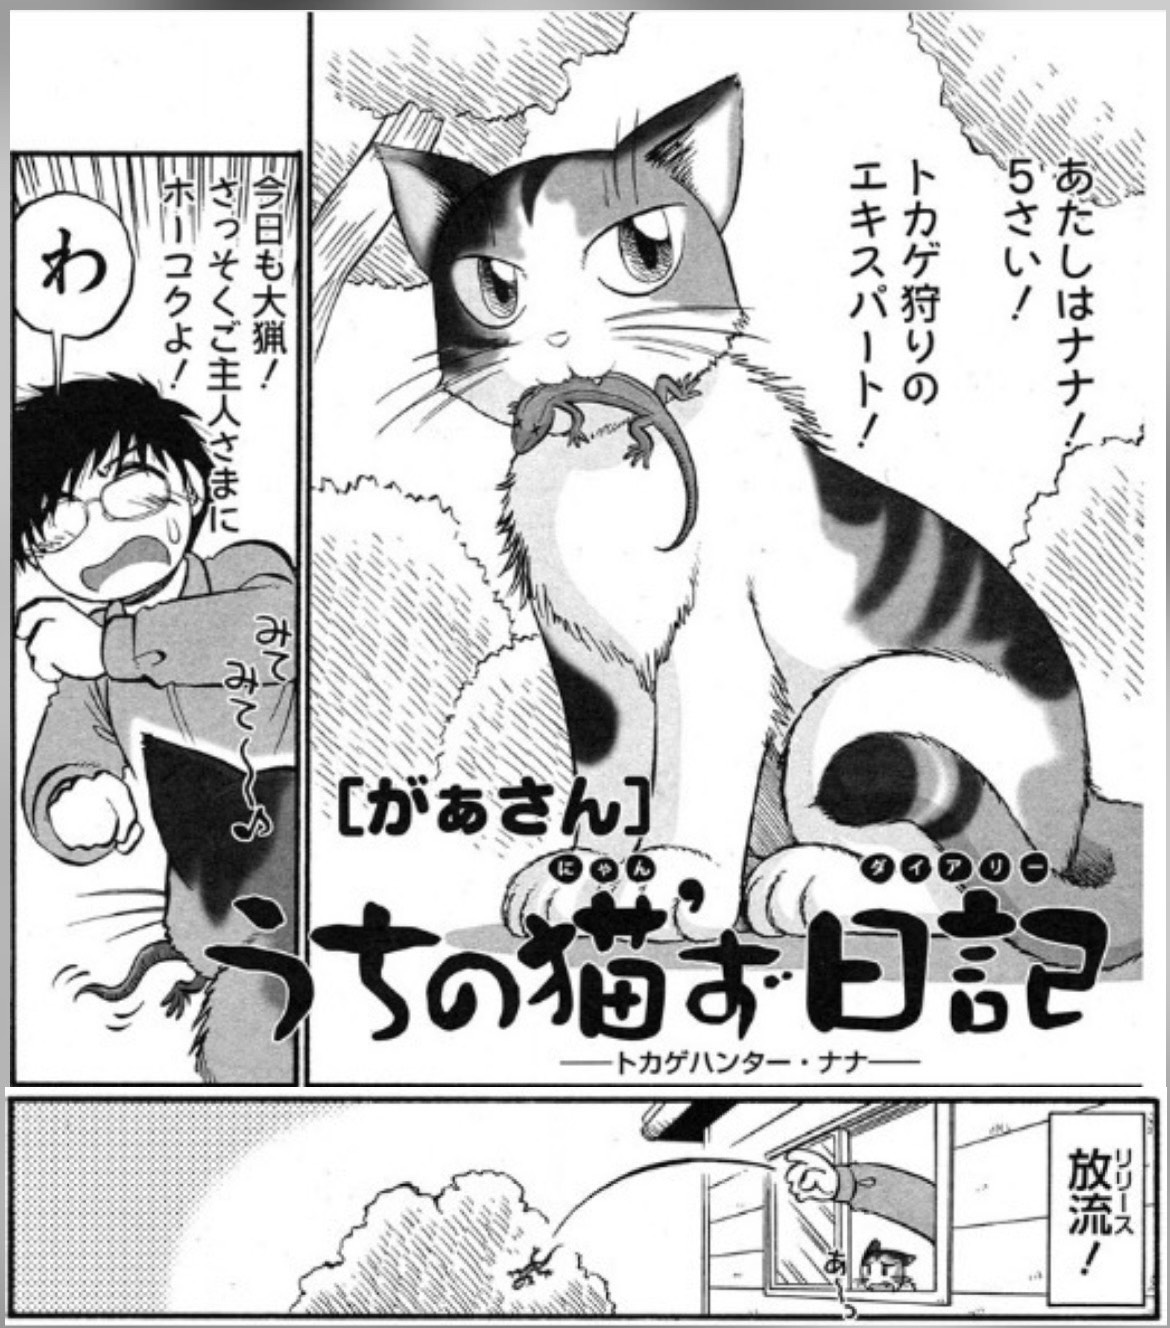 あたしはナナ!
5さい!
トカゲ狩りの
エキスパート!
[がぁさん]
にゃん ダイアリー
うちの猫'ず日記
―トカゲハンター・ナナ―
今日も大猟!
さっそくご主人さまに
ホーコクよ!
わ
みて
みて～♪
リリース
放流!
あ～っ